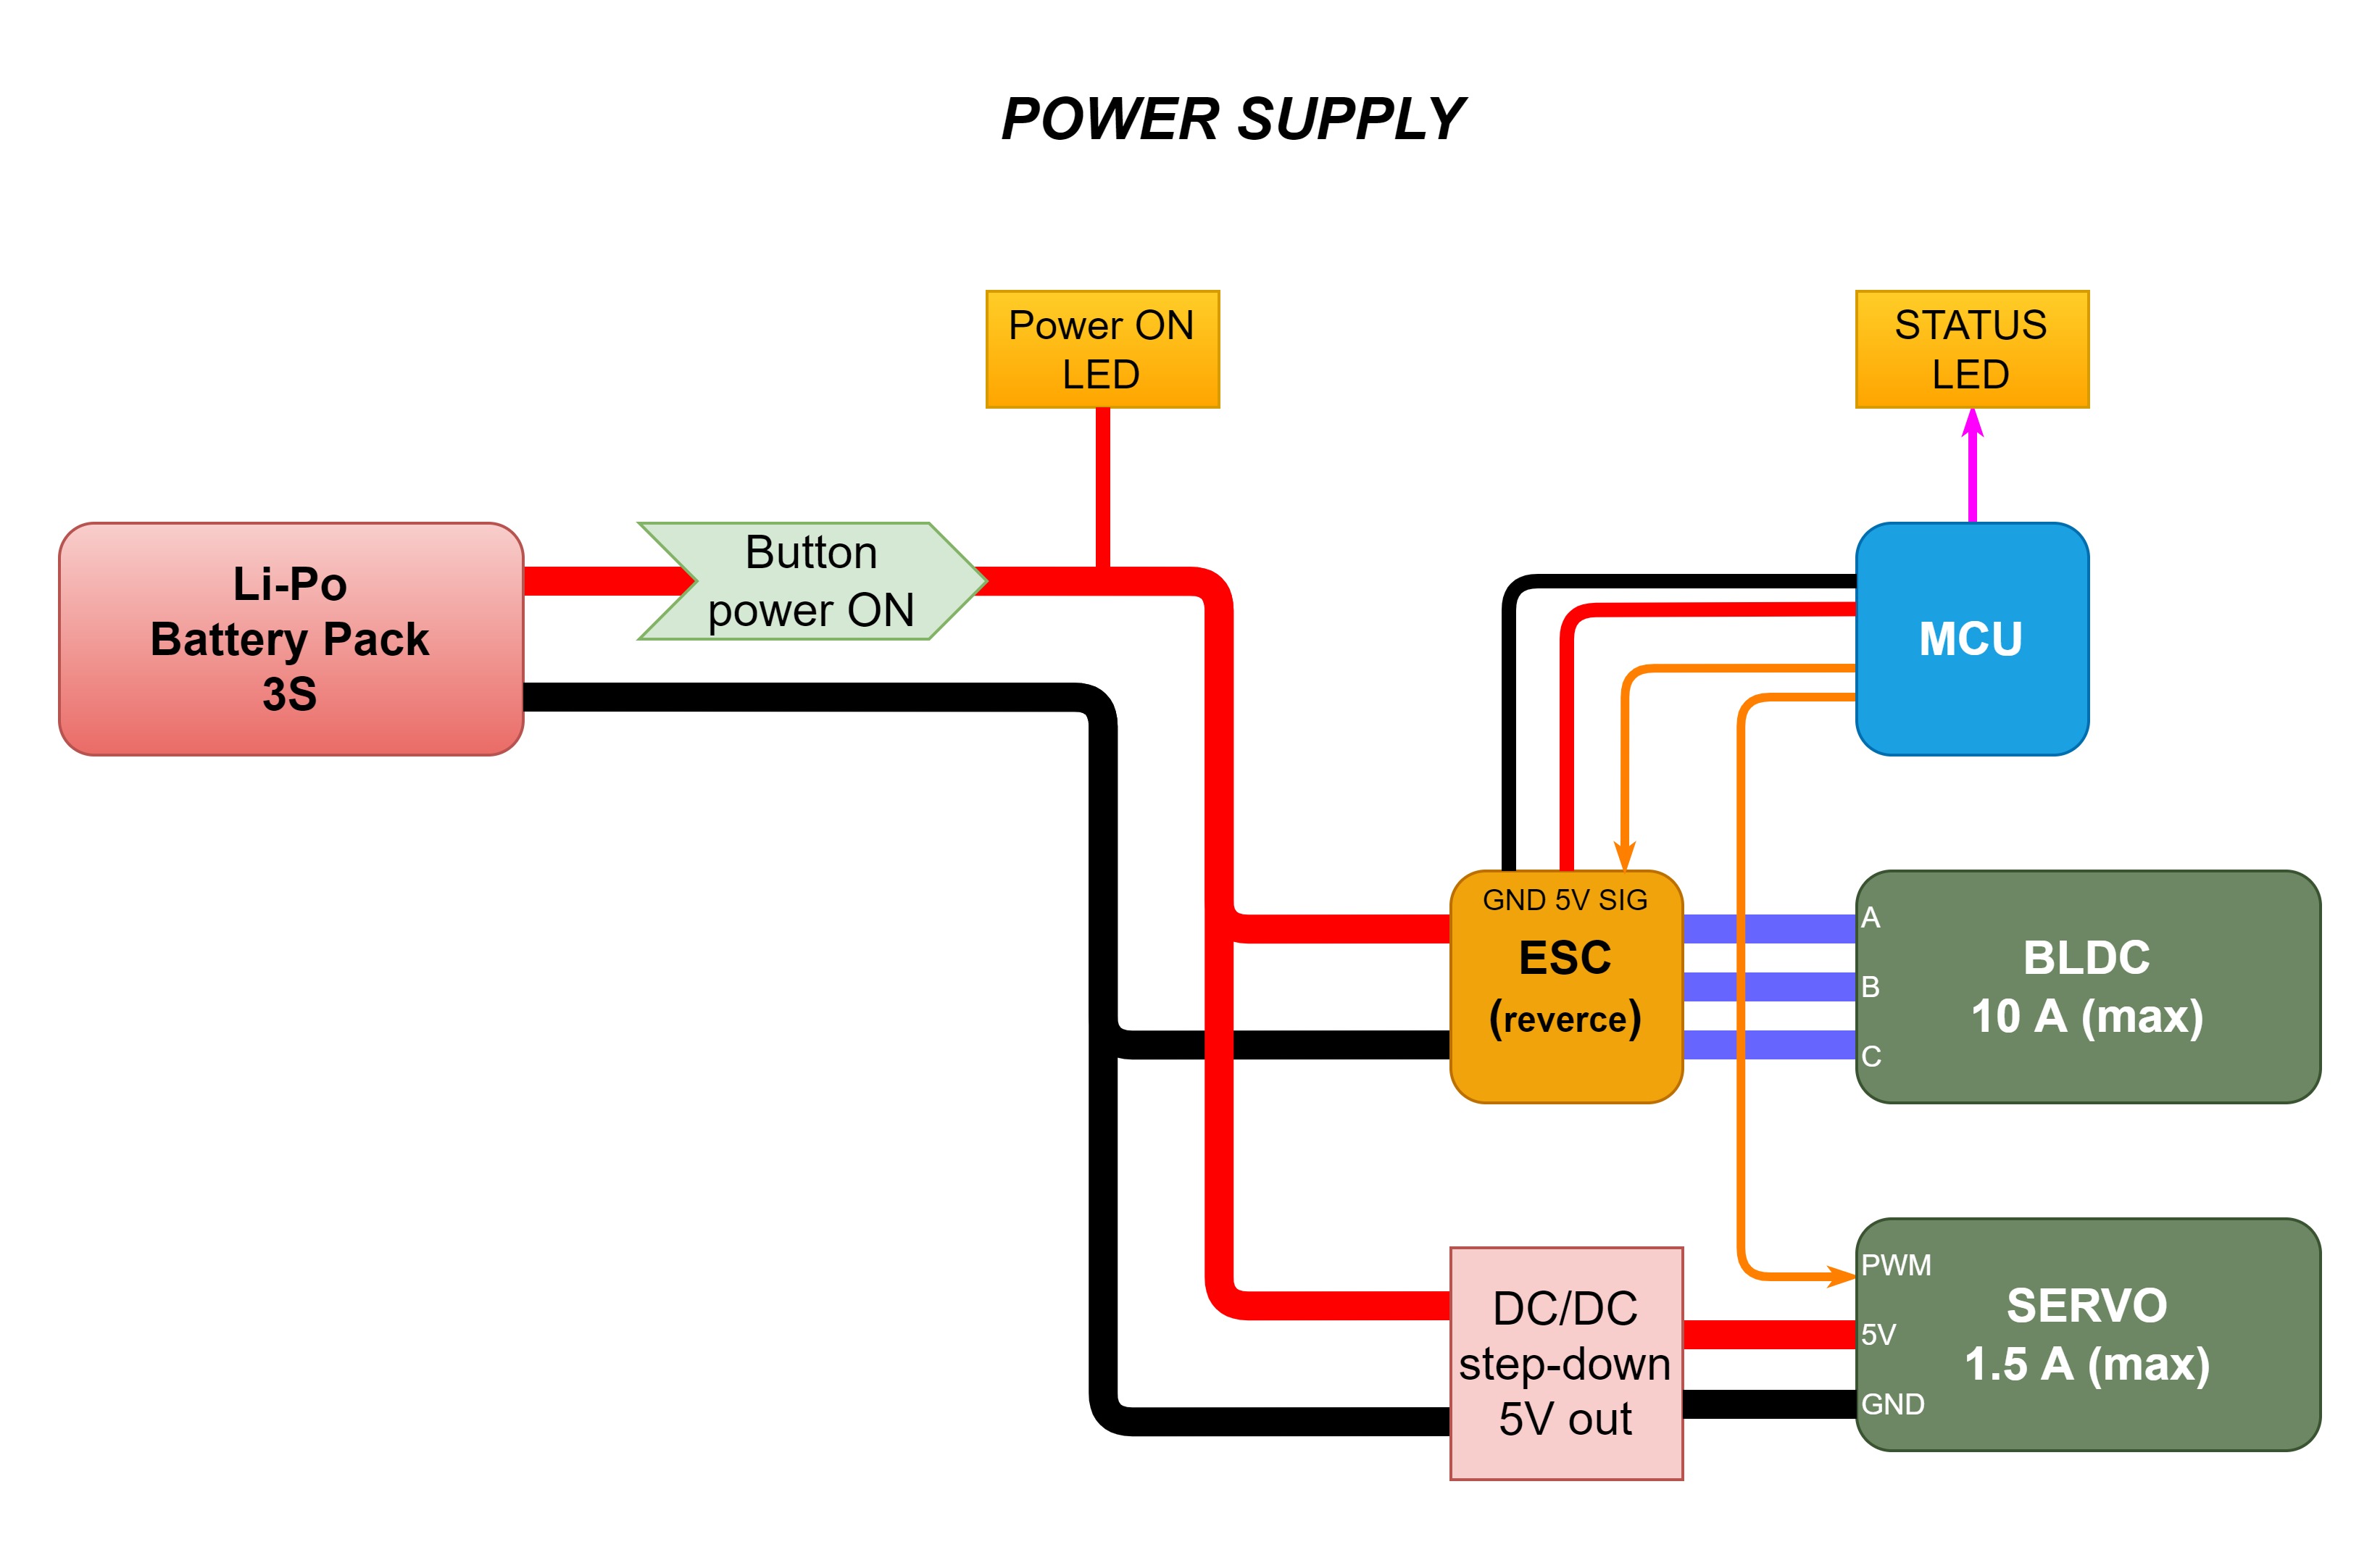 POWER SUPPLY
Power ON
LED
STATUS
LED
Li-Po
Battery Pack
3S
Button
power ON
MCU
GND 5V SIG
ESC
(reverce)
A
B
C
BLDC
10 A (max)
DC/DC
step-down
5V out
PWM
5V
GND
SERVO
1.5 A (max)